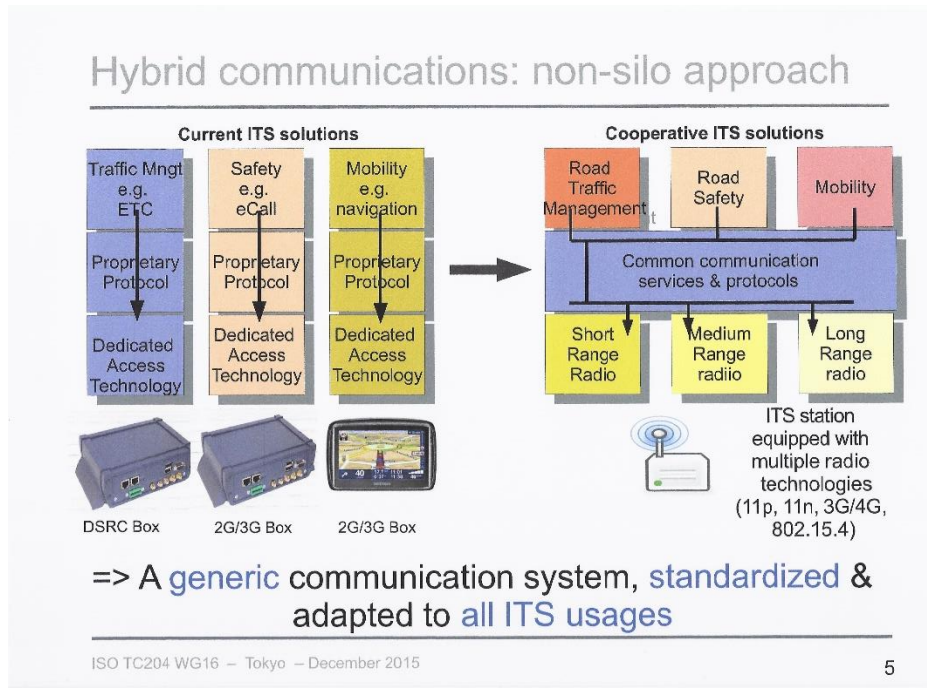 Hybrid communications: non-silo approach
Current ITS solutions
Cooperative ITS solutions
Traffic Mngt
e.g.
ETC
Safety
e.g.
eCall
Mobility
e.g.
navigation
Proprietary
Protocol
Proprietary
Protocol
Proprietary
Protocol
Dedicated
Access
Technology
Dedicated
Access
Technology
Dedicated
Access
Technology
DSRC Box
2G/3G Box
2G/3G Box
Road
Traffic
Management
t
Road
Safety
Mobility
Common communication
services & protocols
Short
Range
Radio
Medium
Range
radiio
Long
Range
radio
ITS station
equipped with
multiple radio
technologies
(11p, 11n, 3G/4G,
802.15.4)
=> A generic communication system, standardized &
adapted to all ITS usages
ISO TC204 WG16 – Tokyo – December 2015
5